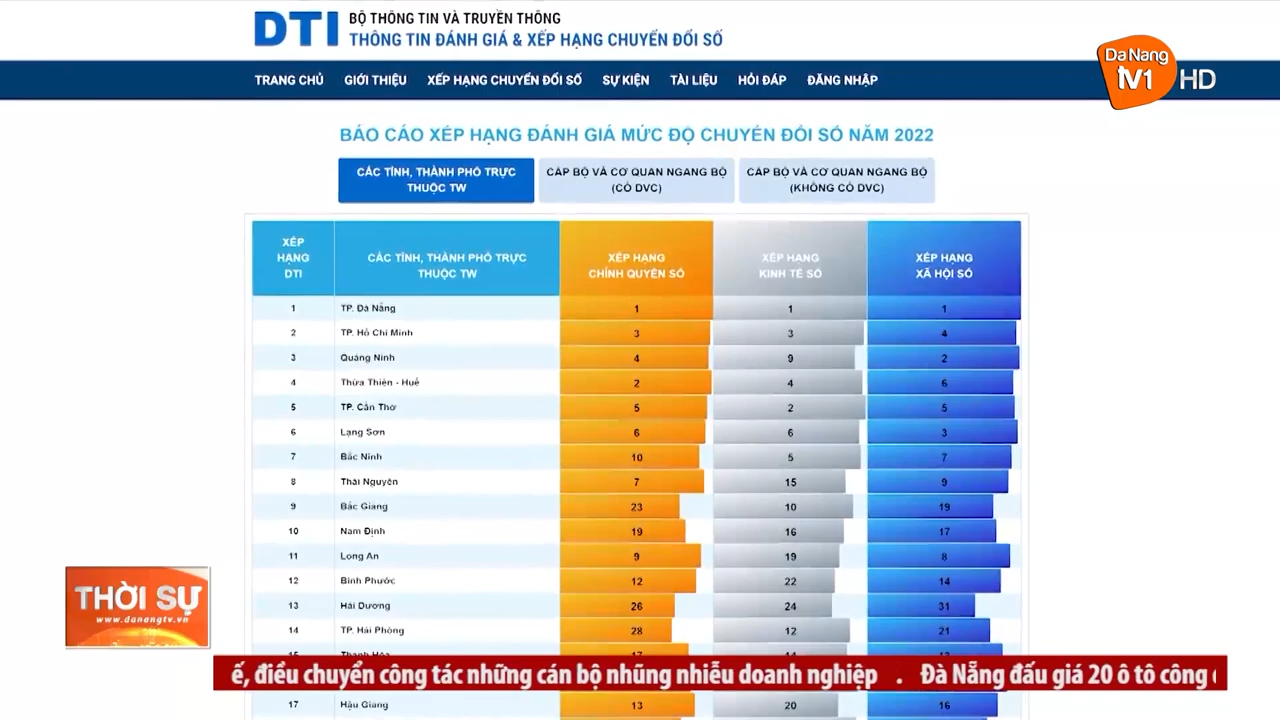 DTI
BỘ THÔNG TIN VÀ TRUYỀN THÔNG
THÔNG TIN ĐÁNH GIÁ & XẾP HẠNG CHUYỂN ĐỔI SỐ
Da Nang
TV1 HD
TRANG CHỦ GIỚI THIỆU XẾP HẠNG CHUYỂN ĐỔI SỐ SỰ KIỆN TÀI LIỆU HỎI ĐÁP ĐĂNG NHẬP
BÁO CÁO XẾP HẠNG ĐÁNH GIÁ MỨC ĐỘ CHUYỂN ĐỔI SỐ NĂM 2022
CÁC TỈNH, THÀNH PHỐ TRỰC
THUỘC TW
CẤP BỘ VÀ CƠ QUAN NGANG BỘ
(CÓ DVC)
CẤP BỘ VÀ CƠ QUAN NGANG BỘ
(KHÔNG CÓ DVC)
XẾP
HẠNG
DTI
CÁC TỈNH, THÀNH PHỐ TRỰC
THUỘC TW
XẾP HẠNG
CHÍNH QUYỀN SỐ
XẾP HẠNG
KINH TẾ SỐ
XẾP HẠNG
XÃ HỘI SỐ
1 TP. Đà Nẵng 1 1 1
2 TP. Hồ Chí Minh 3 3 4
3 Quảng Ninh 4 9 2
4 Thừa Thiên - Huế 2 4 6
5 TP. Cần Thơ 5 2 5
6 Lạng Sơn 6 6 3
7 Bắc Ninh 10 5 7
8 Thái Nguyên 7 15 9
9 Bắc Giang 23 10 19
10 Nam Định 19 16 17
11 Long An 9 19 8
12 Bình Phước 12 22 14
13 Hải Dương 26 24 31
14 TP. Hải Phòng 28 12 21
15 Thanh Hóa 17 14
THỜI SỰ
www.danangtv.vn
ế, điều chuyển công tác những cán bộ nhũng nhiễu doanh nghiệp . Đà Nẵng đấu giá 20 ô tô công
17 Hậu Giang 13 20 16